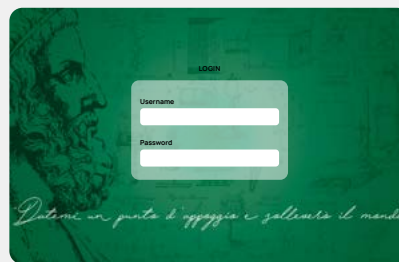 LOGIN
Username
Password
Datemi un punto d'appoggio e solleverò il mondo